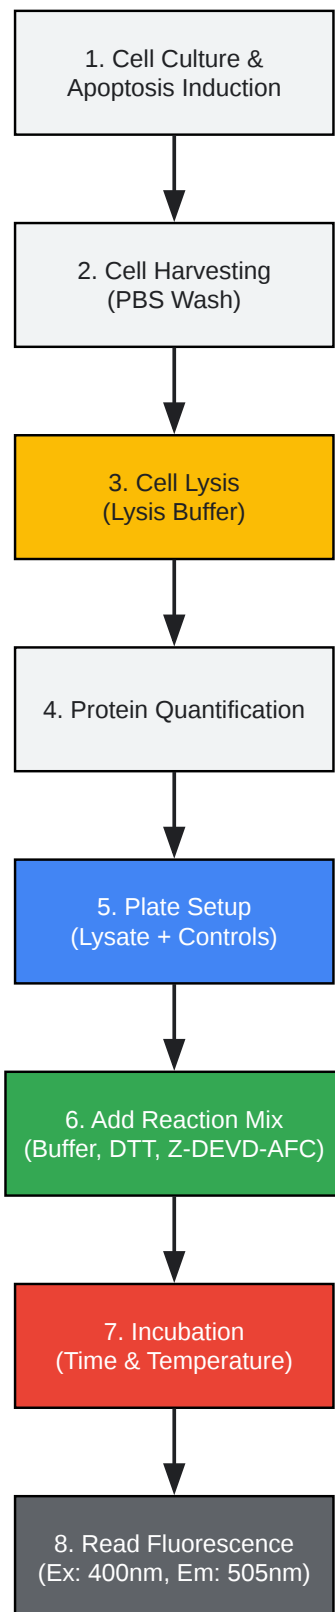 1. Cell Culture &
Apoptosis Induction
2. Cell Harvesting
(PBS Wash)
3. Cell Lysis
(Lysis Buffer)
4. Protein Quantification
5. Plate Setup
(Lysate + Controls)
6. Add Reaction Mix
(Buffer, DTT, Z-DEVD-AFC)
7. Incubation
(Time & Temperature)
8. Read Fluorescence
(Ex: 400nm, Em: 505nm)